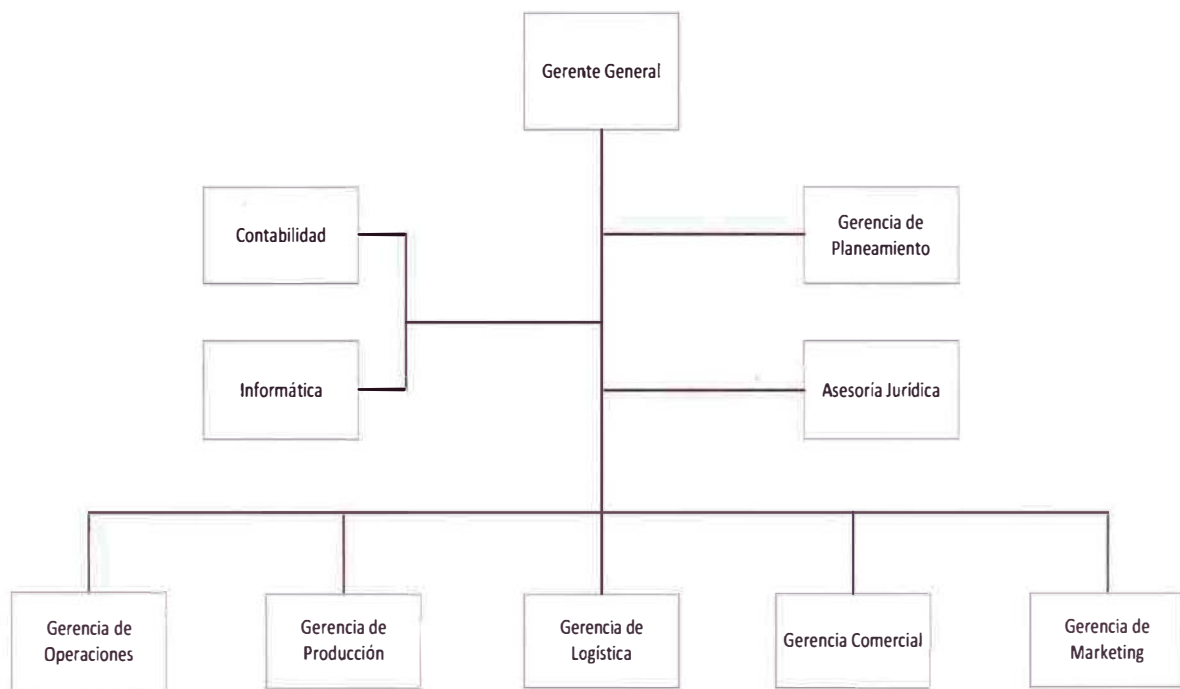 Gerente General
Contabilidad
Gerencia de
Planeamiento
Informática
Asesoria Jurídica
Gerencia de
Operaciones
Gerencia de
Producción
Gerencia de
Logística
Gerencia Comercial
Gerencia de
Marketing